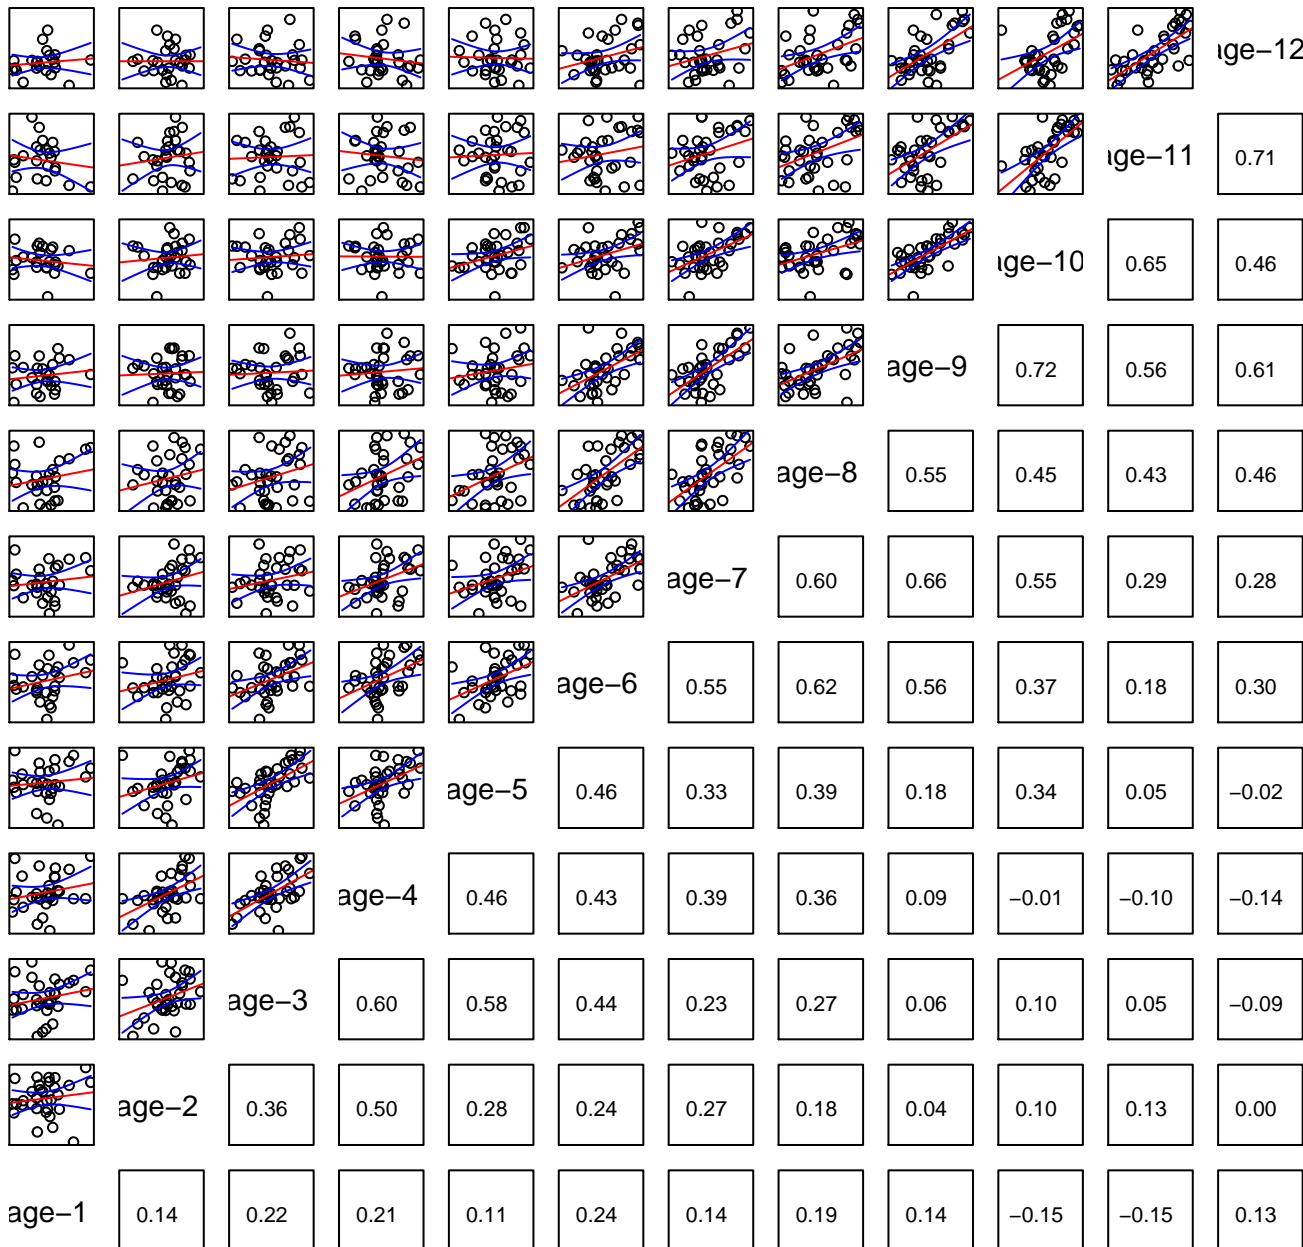 ıge−12
ıge−11 0.71
ıge−10 0.65 0.46
age−9 0.72 0.56 0.61
age−8 0.55 0.45 0.43 0.46
age−7 0.60 0.66 0.55 0.29 0.28
age−6 0.55 0.62 0.56 0.37 0.18 0.30
age−5 0.46 0.33 0.39 0.18 0.34 0.05 −0.02
age−4 0.46 0.43 0.39 0.36 0.09 −0.01 −0.10 −0.14
age−3 0.60 0.58 0.44 0.23 0.27 0.06 0.10 0.05 −0.09
age−2 0.36 0.50 0.28 0.24 0.27 0.18 0.04 0.10 0.13 0.00
age−1 0.14 0.22 0.21 0.11 0.24 0.14 0.19 0.14 −0.15 −0.15 0.13